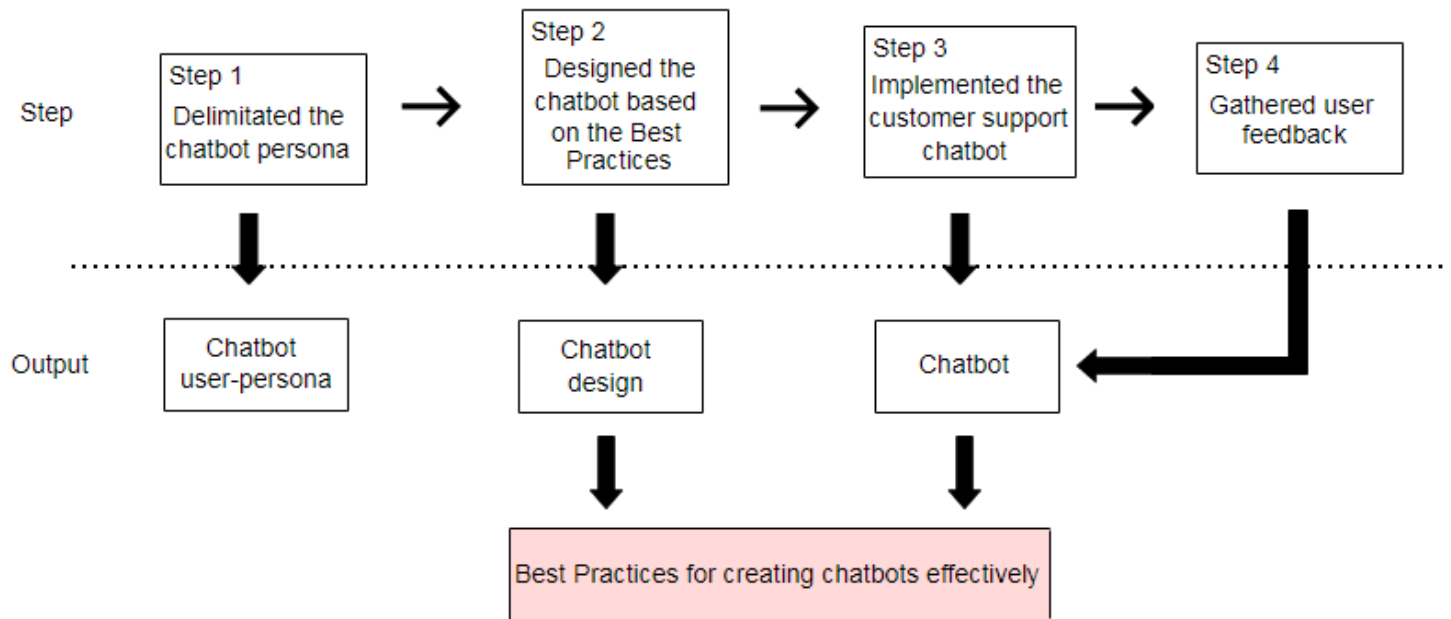 Step
Step 1
Delimitated the
chatbot persona
Step 2
Designed the
chatbot based
on the Best
Practices
Step 3
Implemented the
customer support
chatbot
Step 4
Gathered user
feedback
Output
Chatbot
user-persona
Chatbot
design
Chatbot
Best Practices for creating chatbots effectively